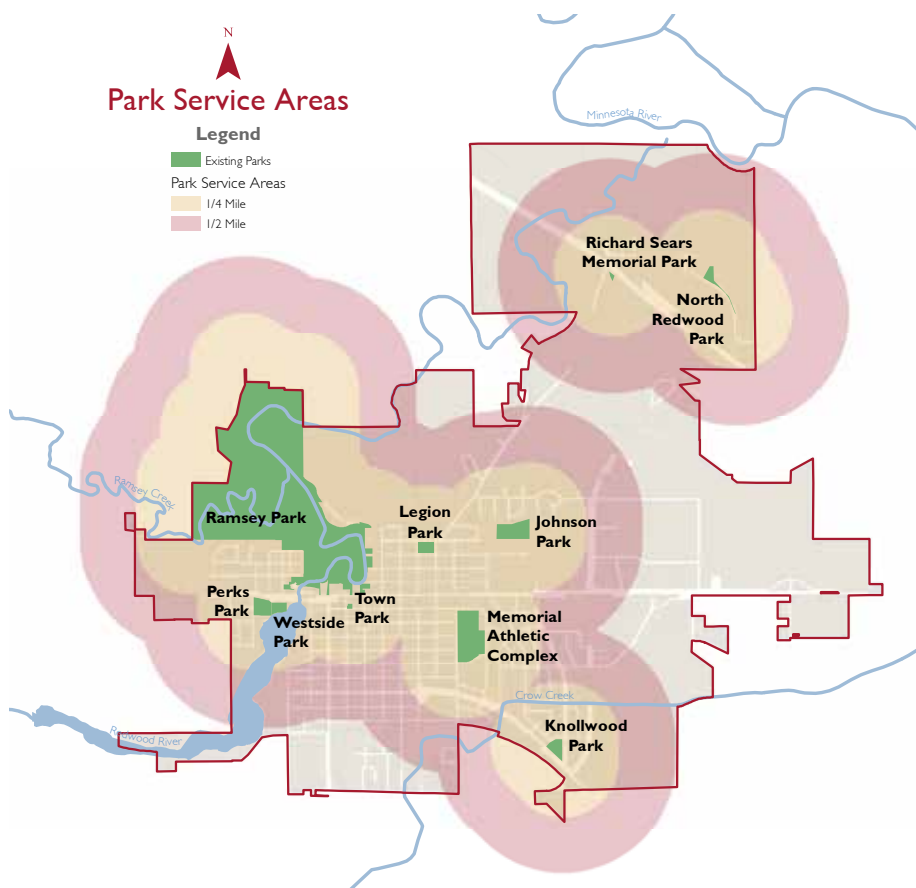 N
Park Service Areas
Legend
Existing Parks
Park Service Areas
1/4 Mile
1/2 Mile
Minnesota River
Richard Sears
Memorial Park
North
Redwood
Park
Ramsey Creek
Ramsey Park
Legion
Park
Johnson
Park
Perks
Park
Westside
Park
Town
Park
Memorial
Athletic
Complex
Crow Creek
Knollwood
Park
Redwood River